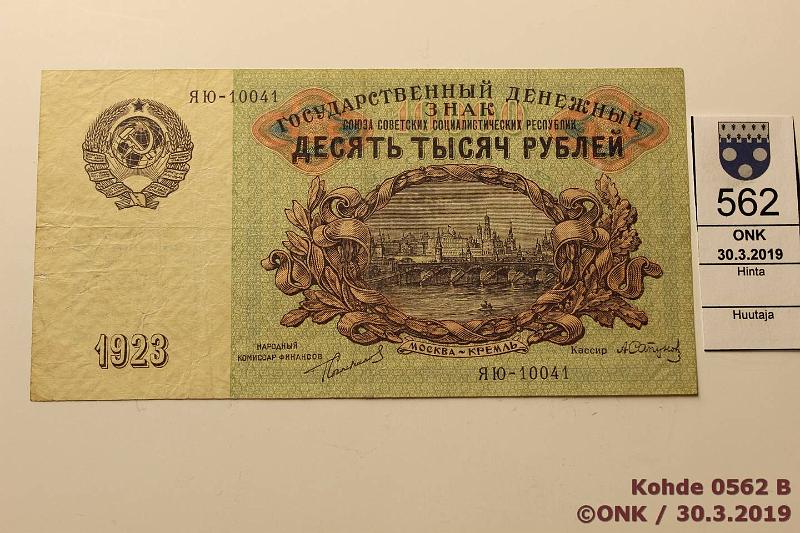 ЯЮ-10041
ГОСУДАРСТВЕННЫЙ ДЕНЕЖНЫЙ
ЗНАК
СОЮЗА СОВЕТСКИХ СОЦИАЛИСТИЧЕСКИХ РЕСПУБЛИК
ДЕСЯТЬ ТЫСЯЧ РУБЛЕЙ
1923
НАРОДНЫЙ
КОМИССАР ФИНАНСОВ
МОСКВА~КРЕМЛЬ
Кассир
ЯЮ-10041
562
ONK
30.3.2019
Hinta
Huutaja
Kohde 0562 B
©ONK / 30.3.2019